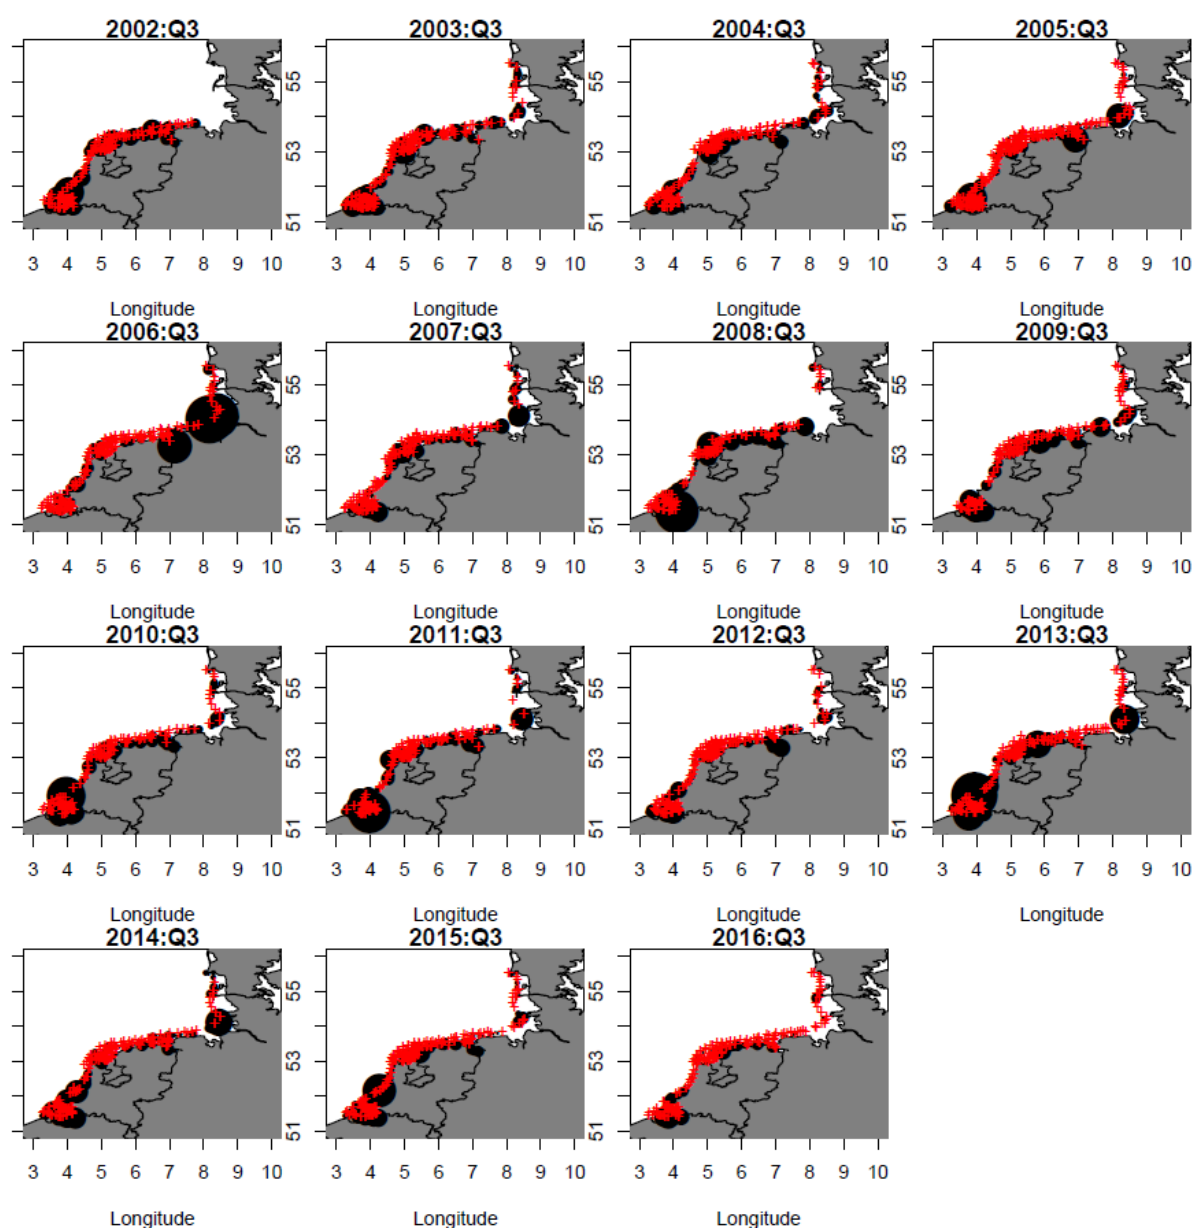 2002:Q3 2003:Q3 2004:Q3 2005:Q3
55 55 55 55
53 53 53 53
51 51 51 51
3 4 5 6 7 8 9 10 3 4 5 6 7 8 9 10 3 4 5 6 7 8 9 10 3 4 5 6 7 8 9 10
Longitude Longitude Longitude Longitude
2006:Q3 2007:Q3 2008:Q3 2009:Q3
55 55 55 55
53 53 53 53
51 51 51 51
3 4 5 6 7 8 9 10 3 4 5 6 7 8 9 10 3 4 5 6 7 8 9 10 3 4 5 6 7 8 9 10
Longitude Longitude Longitude Longitude
2010:Q3 2011:Q3 2012:Q3 2013:Q3
55 55 55 55
53 53 53 53
51 51 51 51
3 4 5 6 7 8 9 10 3 4 5 6 7 8 9 10 3 4 5 6 7 8 9 10 3 4 5 6 7 8 9 10
Longitude Longitude Longitude Longitude
2014:Q3 2015:Q3 2016:Q3
55 55
53 53
51 51
3 4 5 6 7 8 9 10 3 4 5 6 7 8 9 10 3 4 5 6 7 8 9 10
Longitude Longitude Longitude